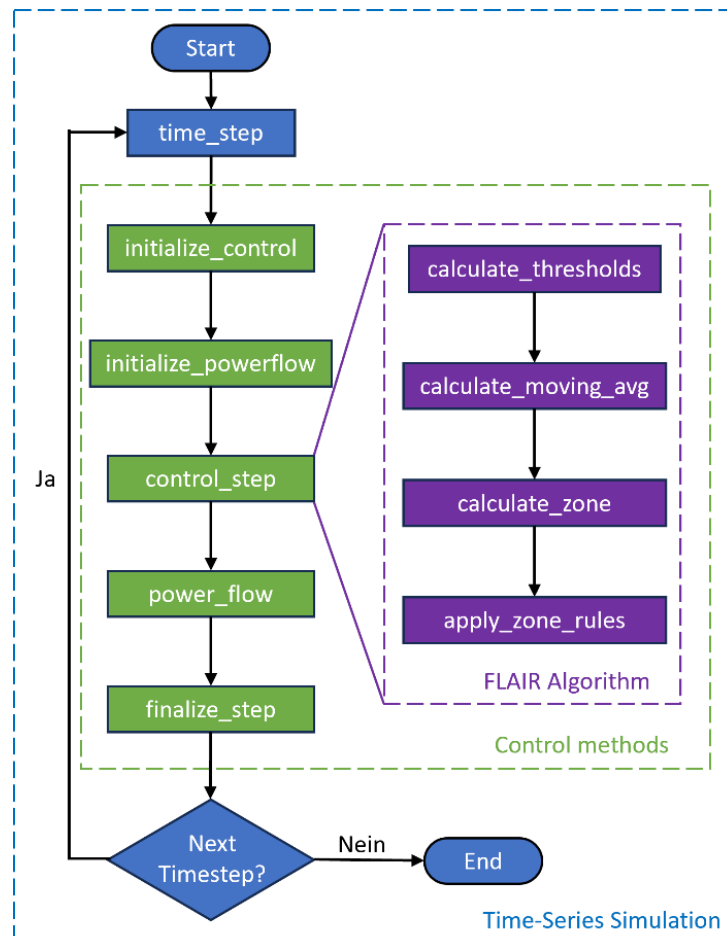 Start
time_step
initialize_control
initialize_powerflow
control_step
power_flow
finalize_step
calculate_thresholds
calculate_moving_avg
calculate_zone
apply_zone_rules
FLAIR Algorithm
Control methods
Ja
Next
Timestep?
Nein
End
Time-Series Simulation